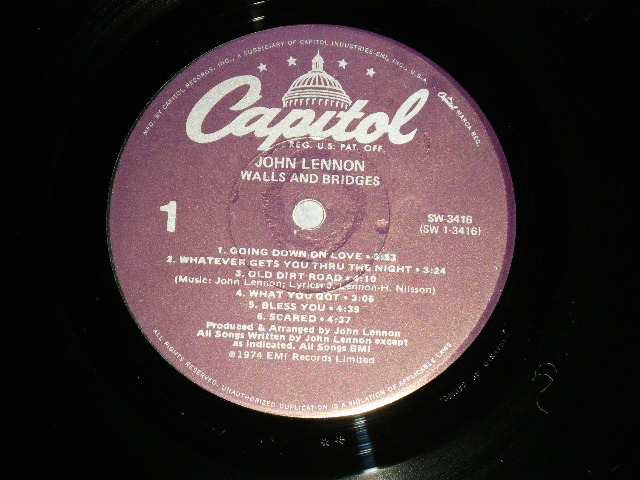 MFG. BY CAPITOL RECORDS, INC., A SUBSIDIARY OF CAPITOL INDUSTRIES-EMI, INC., U.S.A.
Capitol MARCA REG.
Capitol
REG. U.S. PAT. OFF.
JOHN LENNON
WALLS AND BRIDGES
1
SW-3416
(SW 1-3416)
1. GOING DOWN ON LOVE • 3:53
2. WHATEVER GETS YOU THRU THE NIGHT • 3:24
3. OLD DIRT ROAD • 4:10
(Music: John Lennon; Lyrics: J. Lennon-H. Nilsson)
4. WHAT YOU GOT • 3:06
5. BLESS YOU • 4:39
6. SCARED • 4:37
Produced & Arranged by John Lennon
All Songs Written by John Lennon except
as indicated. All Songs BMI
℗1974 EMI Records Limited
ALL RIGHTS RESERVED. UNAUTHORIZED DUPLICATION IS A VIOLATION OF APPLICABLE LAWS